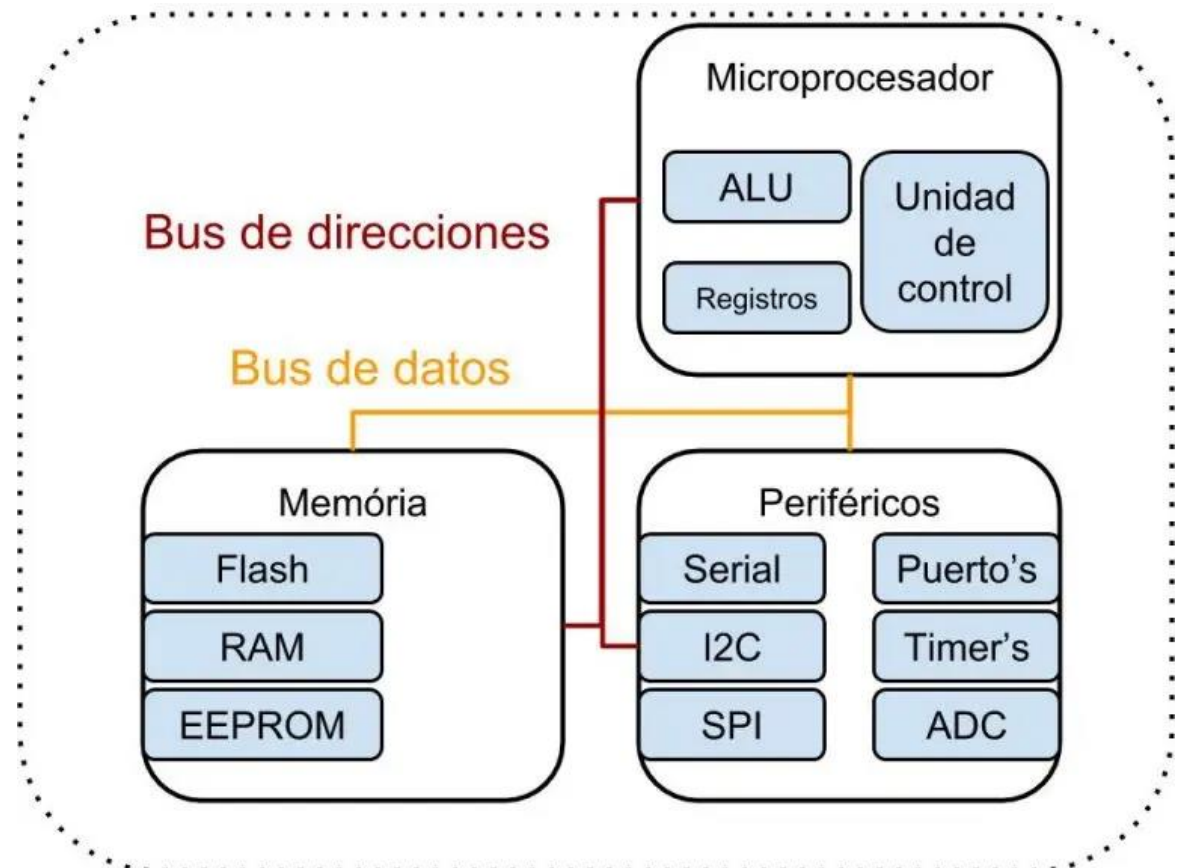 Microprocesador
ALU
Unidad
de
control
Registros
Bus de direcciones
Bus de datos
Memória
Flash
RAM
EEPROM
Periféricos
Serial
Puerto’s
I2C
Timer’s
SPI
ADC